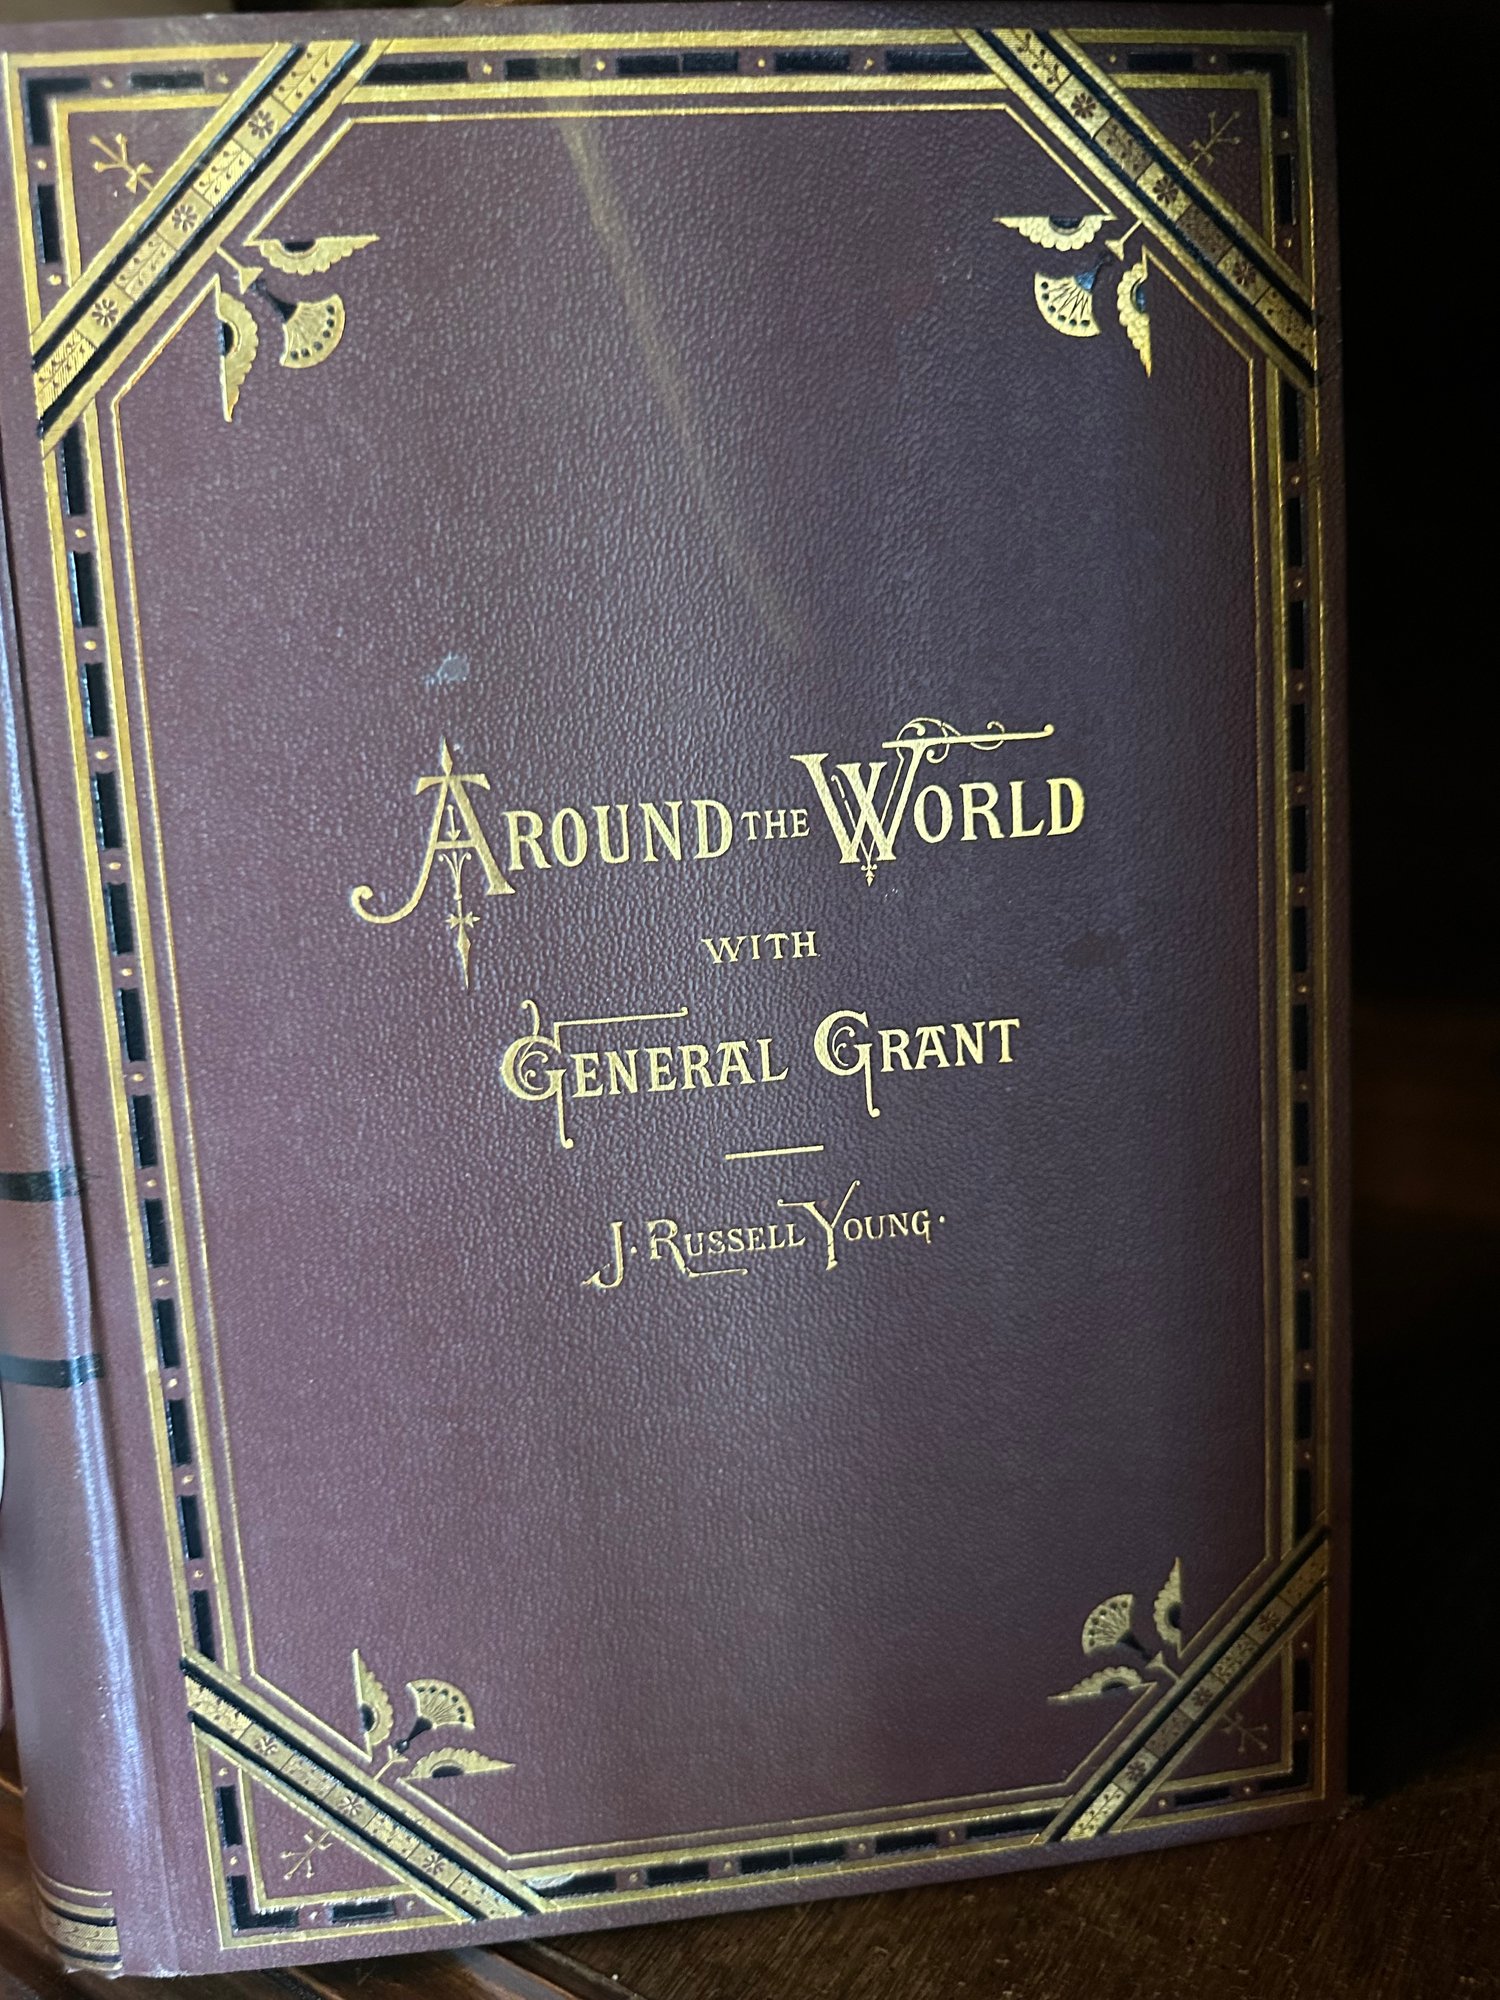 AROUND THE WORLD
WITH
GENERAL GRANT
J. RUSSELL YOUNG.